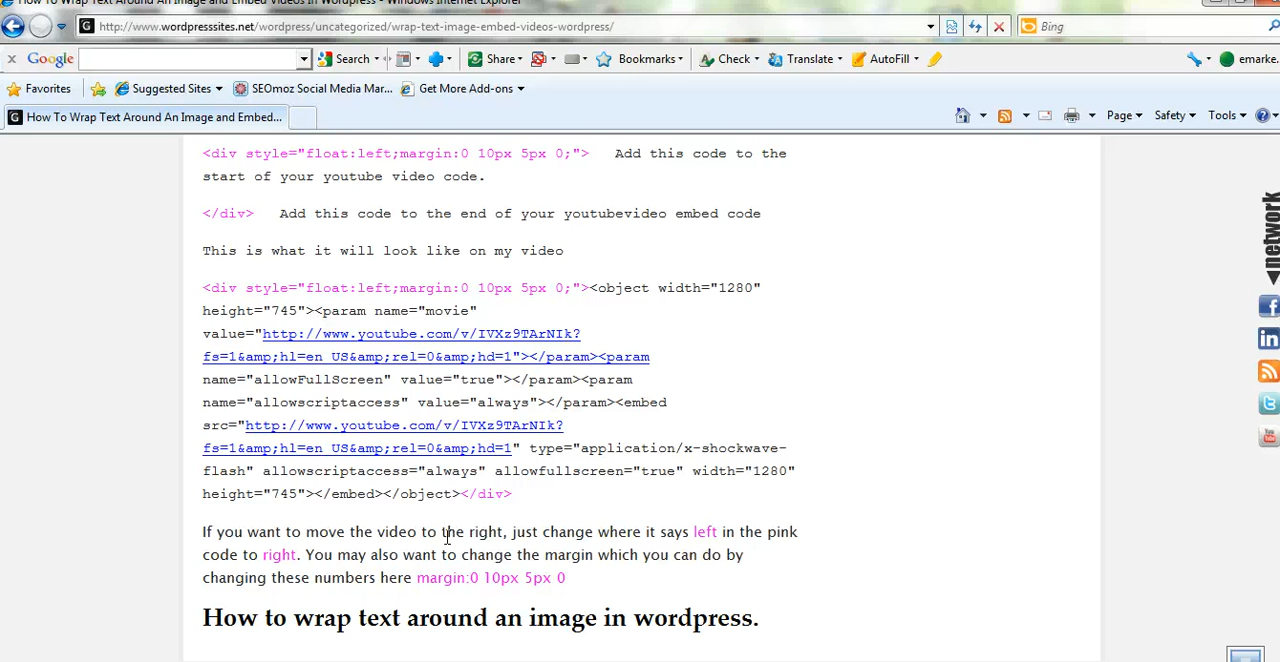 How To Wrap Text Around An Image and Embed Videos In Wordpress - Windows Internet Explorer
http://www.wordpresssites.net/wordpress/uncategorized/wrap-text-image-embed-videos-wordpress/
Bing
x Google Search Share Bookmarks Check Translate AutoFill emarke
Favorites Suggested Sites SEOmoz Social Media Mar... Get More Add-ons
How To Wrap Text Around An Image and Embed... Page Safety Tools
<div style="float:left;margin:0 10px 5px 0;"> Add this code to the
start of your youtube video code.
</div> Add this code to the end of your youtubevideo embed code
This is what it will look like on my video
<div style="float:left;margin:0 10px 5px 0;"><object width="1280"
height="745"><param name="movie"
value="http://www.youtube.com/v/IVXz9TArNIk?
fs=1&amp;hl=en_US&amp;rel=0&amp;hd=1"></param><param
name="allowFullScreen" value="true"></param><param
name="allowscriptaccess" value="always"></param><embed
src="http://www.youtube.com/v/IVXz9TArNIk?
fs=1&amp;hl=en_US&amp;rel=0&amp;hd=1" type="application/x-shockwave-
flash" allowscriptaccess="always" allowfullscreen="true" width="1280"
height="745"></embed></object></div>
If you want to move the video to the right, just change where it says left in the pink
code to right. You may also want to change the margin which you can do by
changing these numbers here margin:0 10px 5px 0
How to wrap text around an image in wordpress.
network